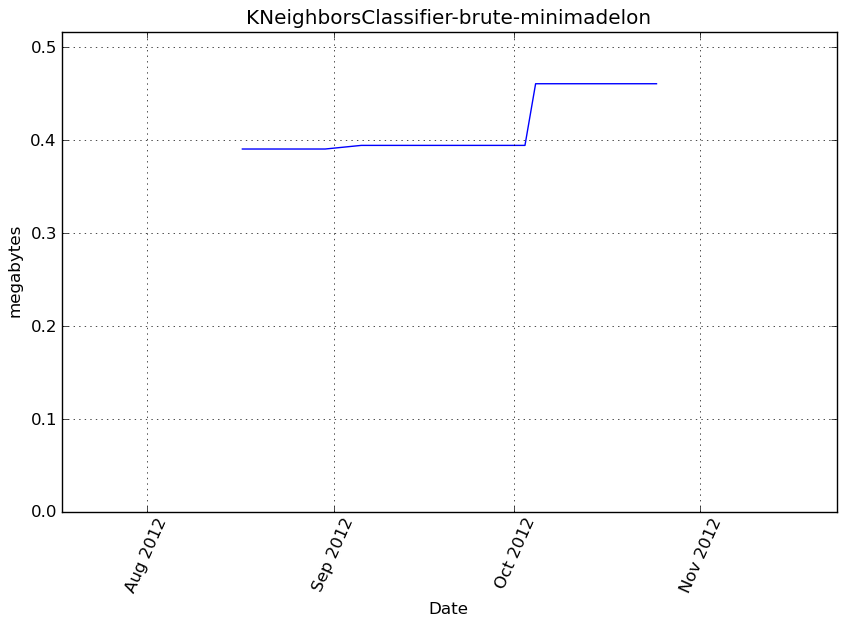 KNeighborsClassifier-brute-minimadelon
0.5
0.4
0.3
0.2
0.1
0.0
megabytes
Aug 2012
Sep 2012
Oct 2012
Nov 2012
Date